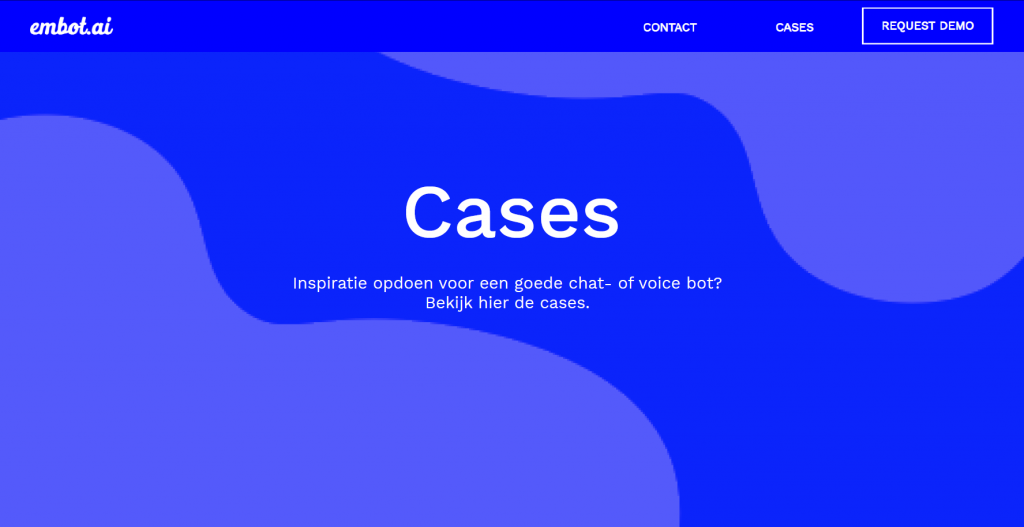 embot.ai
CONTACT
CASES
REQUEST DEMO
Cases
Inspiratie opdoen voor een goede chat- of voice bot?
Bekijk hier de cases.